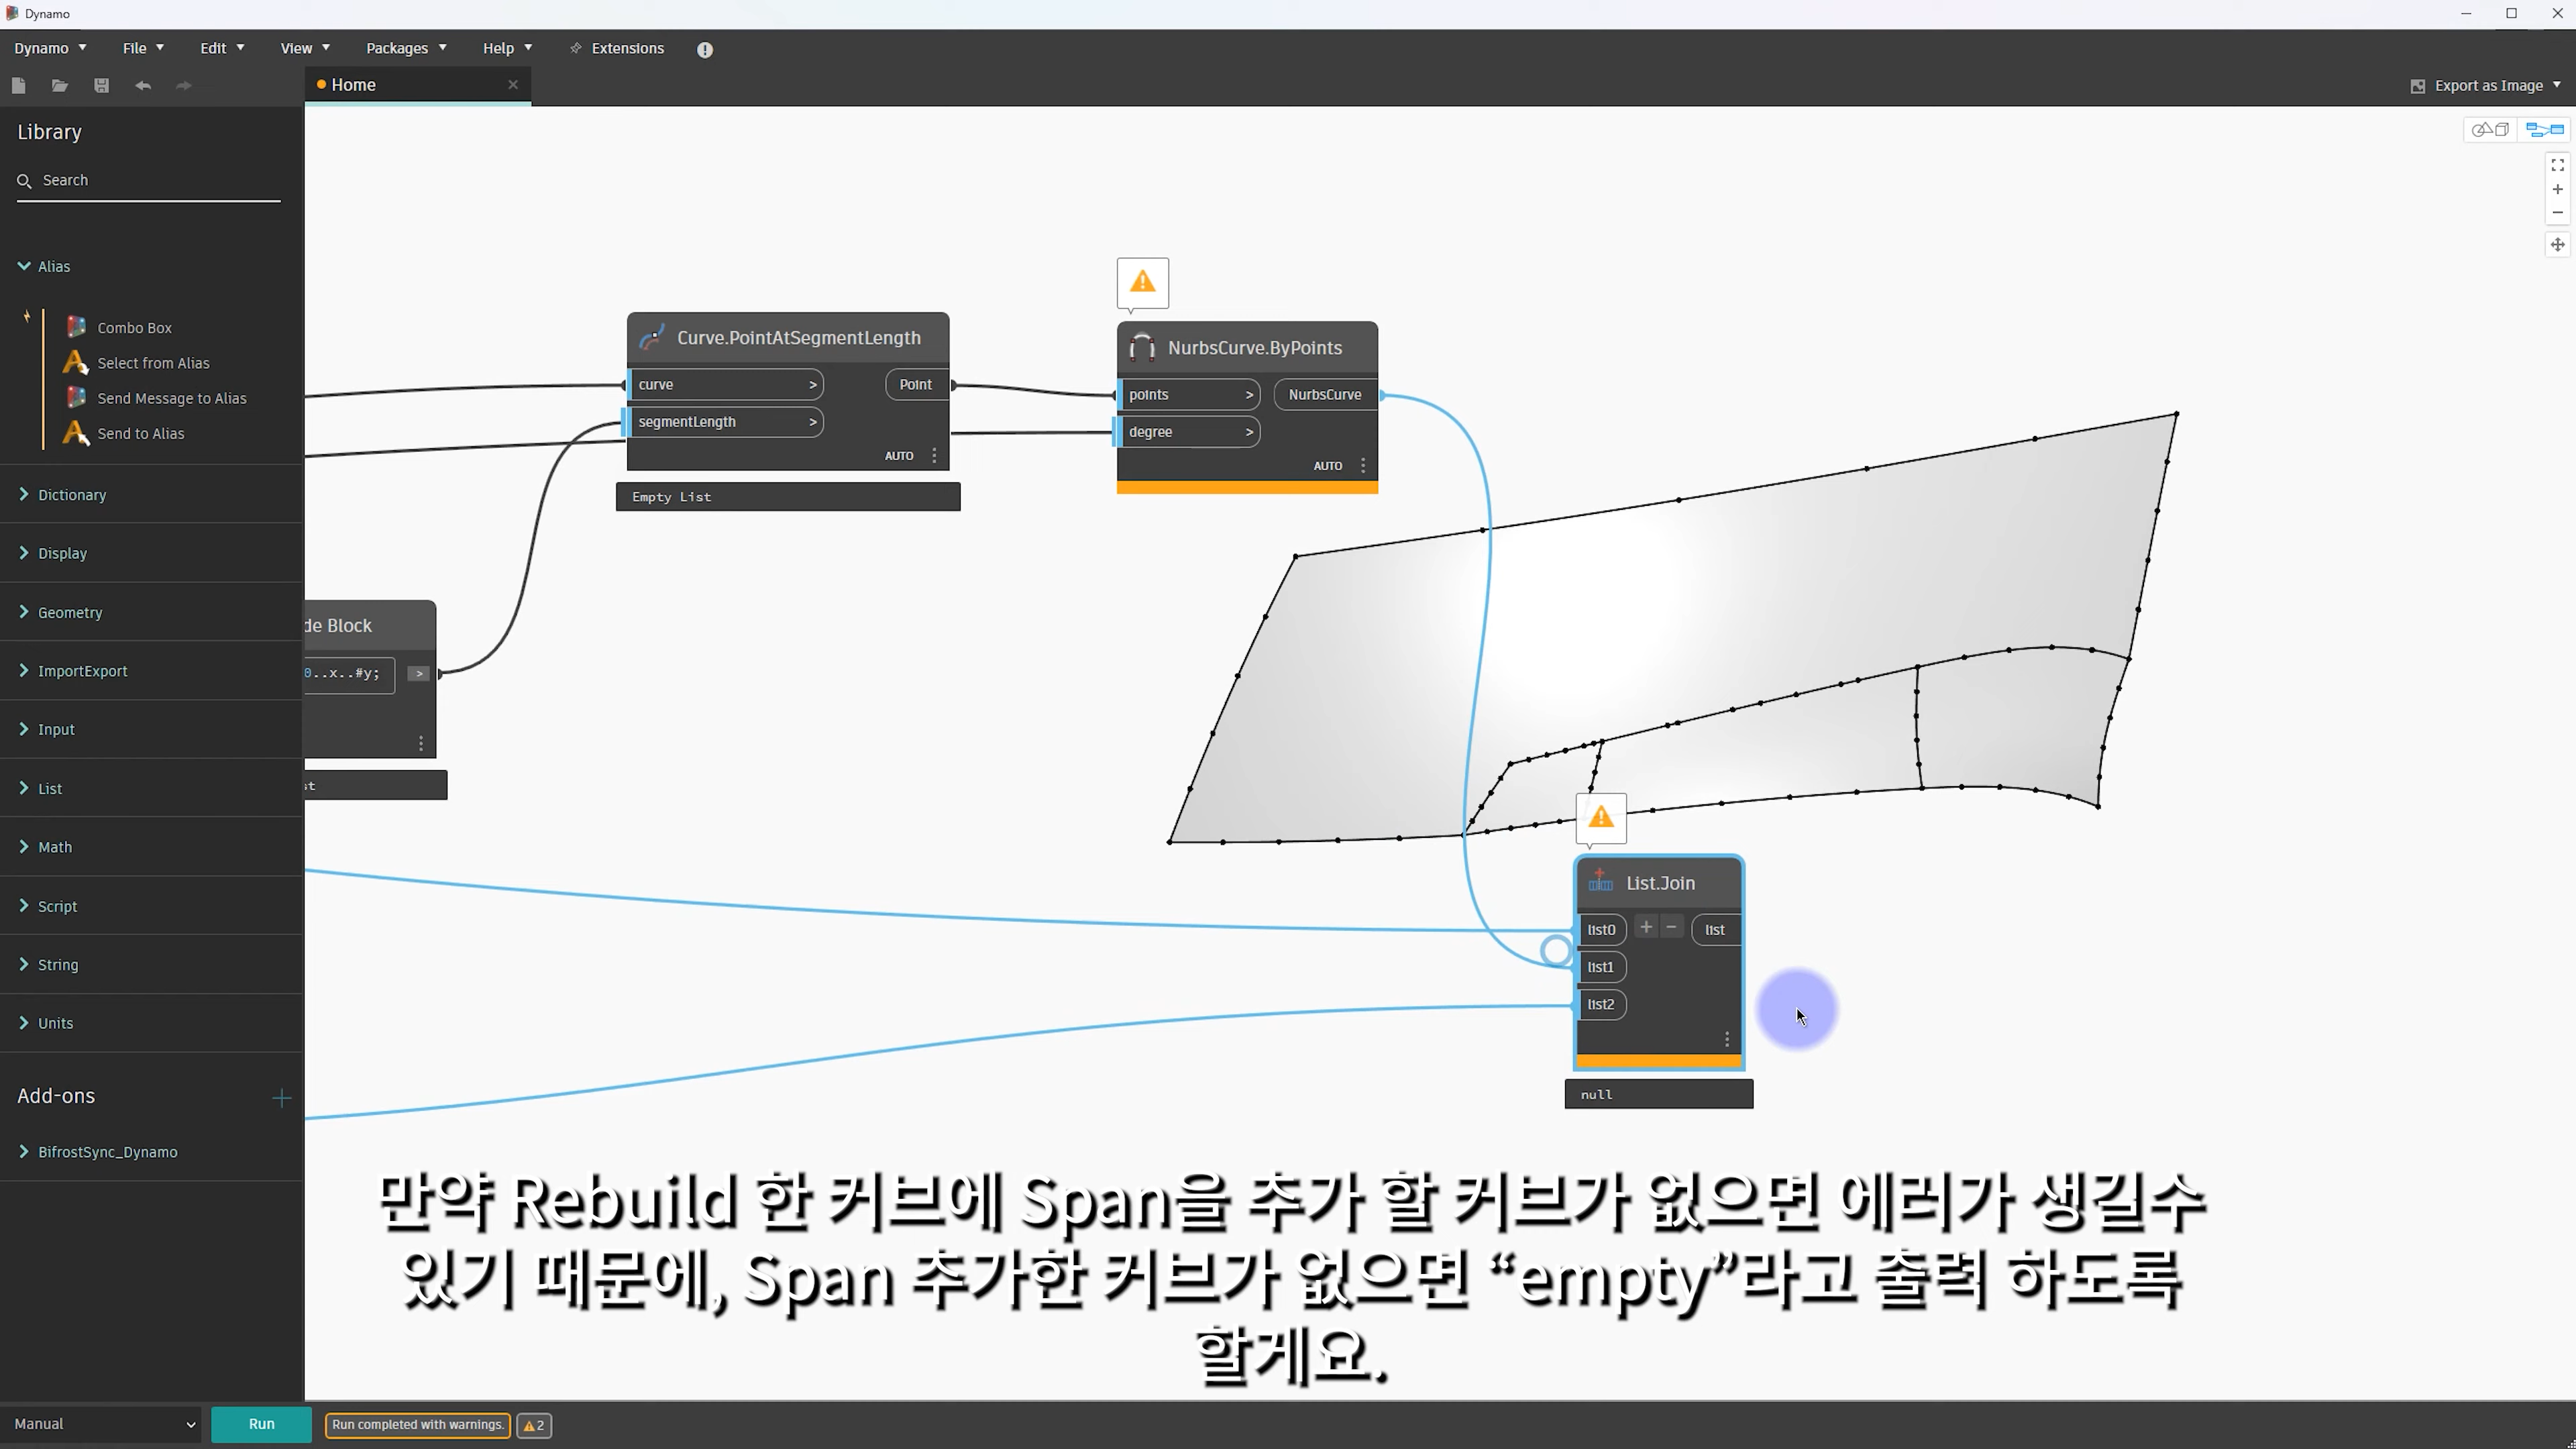 Dynamo
Dynamo File Edit View Packages Help Extensions
Home
Export as Image
Library
Search
Alias
Combo Box
Select from Alias
Send Message to Alias
Send to Alias
Dictionary
Display
Geometry
ImportExport
Input
List
Math
Script
String
Units
Add-ons
BifrostSync_Dynamo
Curve.PointAtSegmentLength
curve >
Point
segmentLength >
AUTO
Empty List
NurbsCurve.ByPoints
points >
NurbsCurve
degree >
AUTO
de Block
0..x..#y;
>
st
List.Join
list0 + - list
list1
list2
null
만약 Rebuild 한 커브에 Span을 추가 할 커브가 없으면 에러가 생길수
있기 때문에, Span 추가한 커브가 없으면 “empty”라고 출력 하도록
할게요.
Manual
Run
Run completed with warnings.
2